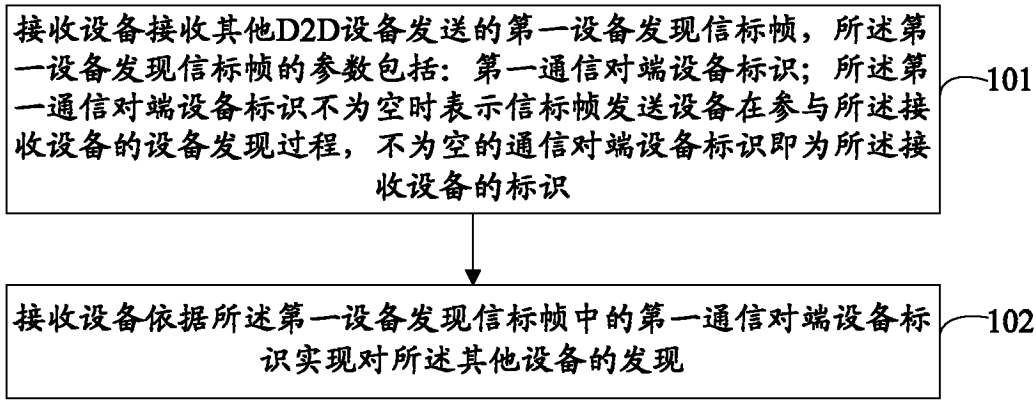 接收设备接收其他D2D设备发送的第一设备发现信标帧，所述第
一设备发现信标帧的参数包括：第一通信对端设备标识；所述第
一通信对端设备标识不为空时表示信标帧发送设备在参与所述接
收设备的设备发现过程，不为空的通信对端设备标识即为所述接
收设备的标识
101
接收设备依据所述第一设备发现信标帧中的第一通信对端设备标
识实现对所述其他设备的发现
102